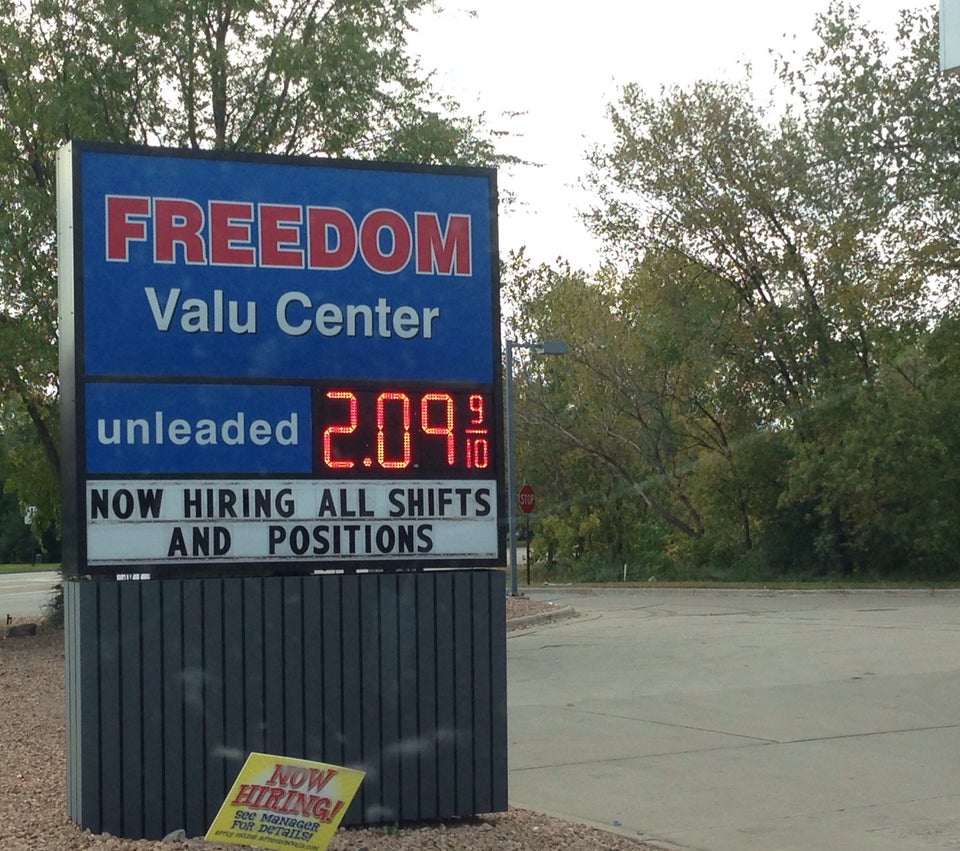 FREEDOM
Valu Center
unleaded 2.09 9/10
NOW HIRING ALL SHIFTS
AND POSITIONS
STOP
NOW
HIRING!
SEE MANAGER
FOR DETAILS!